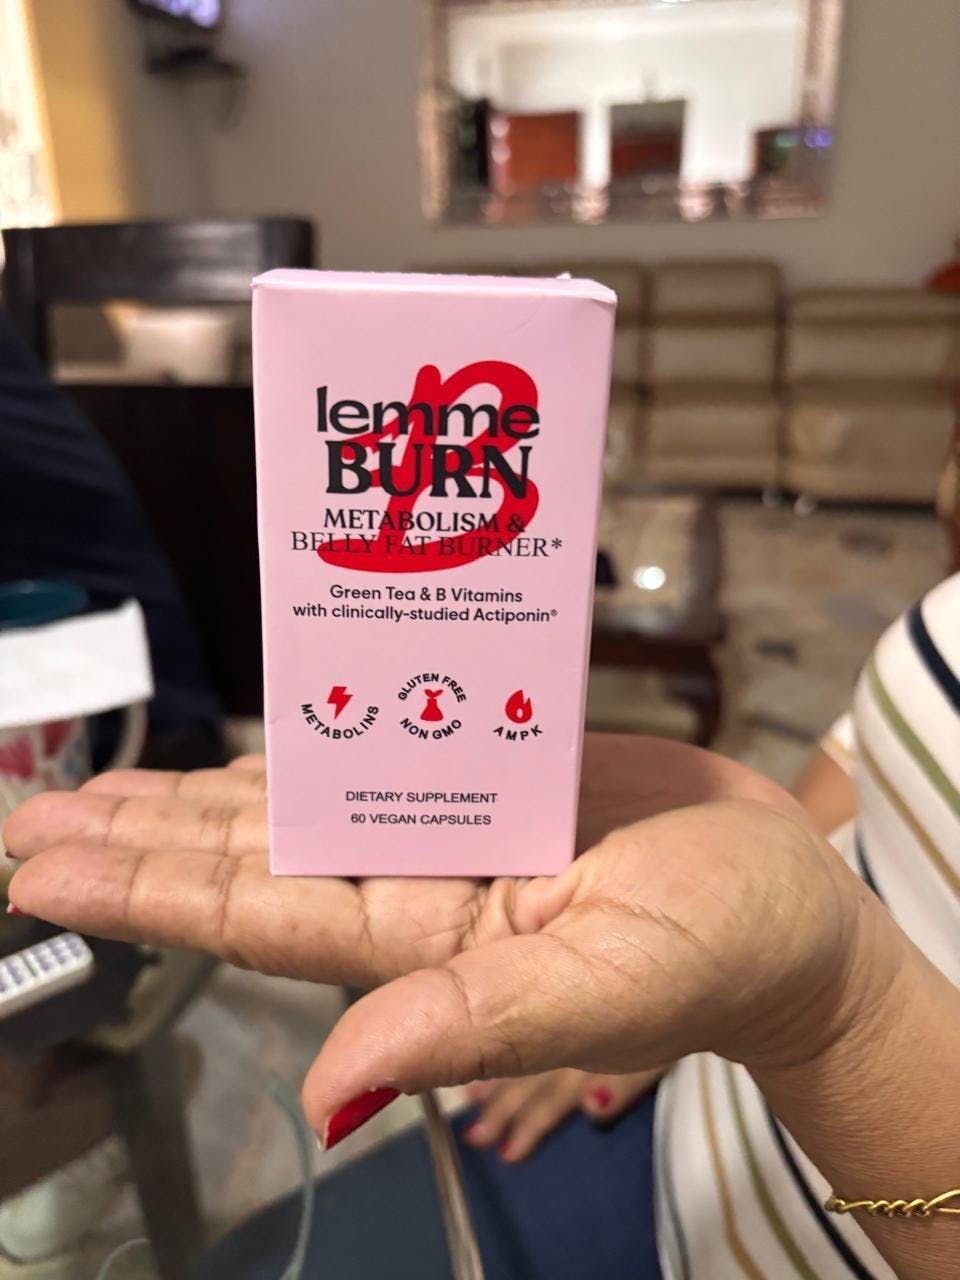 lemme
BURN
METABOLISM &
BELLY FAT BURNER*
Green Tea & B Vitamins
with clinically-studied Actiponin®
METABOLINS
GLUTEN FREE
NON GMO
AMPK
DIETARY SUPPLEMENT
60 VEGAN CAPSULES